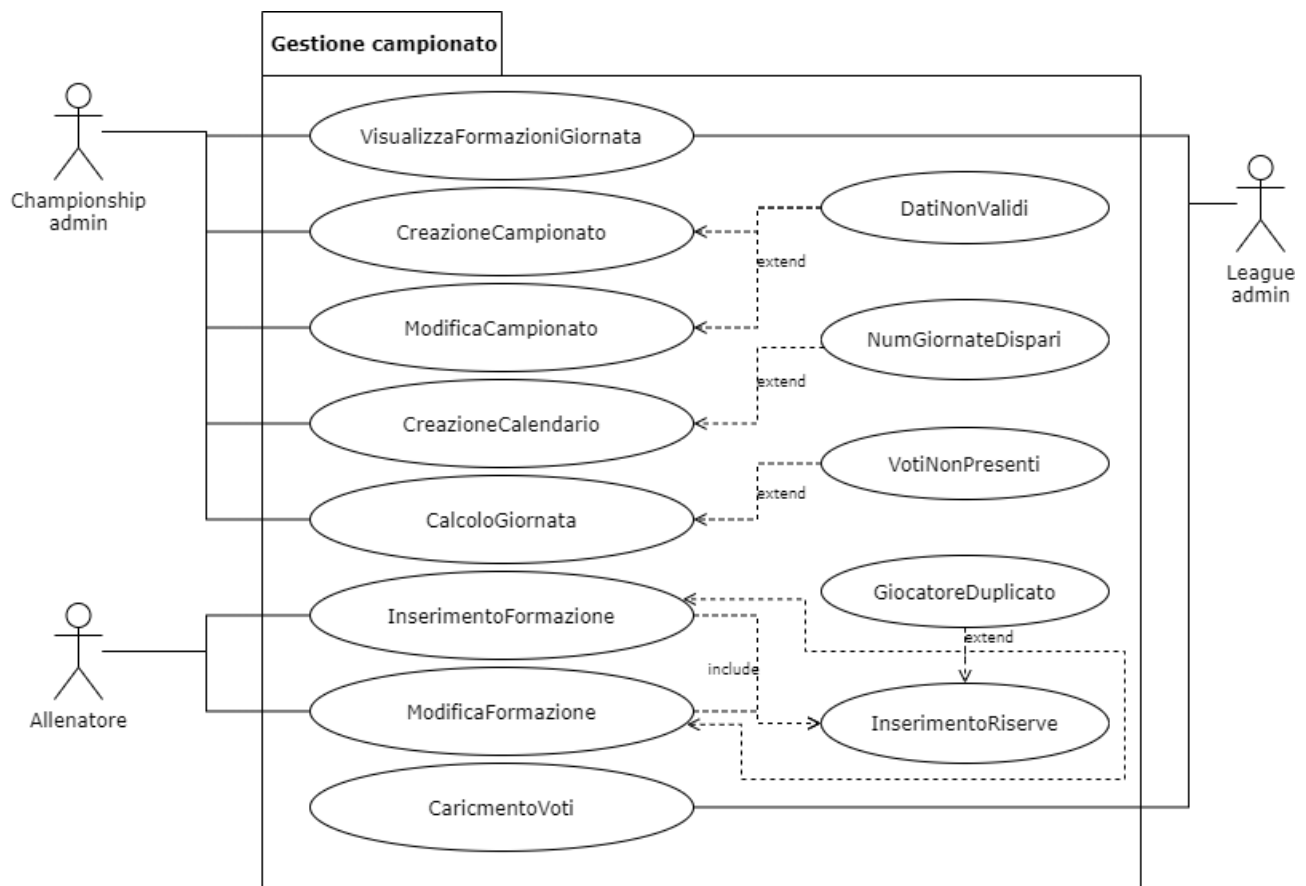 Gestione campionato
VisualizzaFormazioniGiornata
Championship
admin
DatiNonValidi
CreazioneCampionato
extend
League
admin
ModificaCampionato
NumGiornateDispari
extend
CreazioneCalendario
VotiNonPresenti
extend
CalcoloGiornata
GiocatoreDuplicato
InserimentoFormazione
extend
include
Allenatore
ModificaFormazione
InserimentoRiserve
CaricmentoVoti